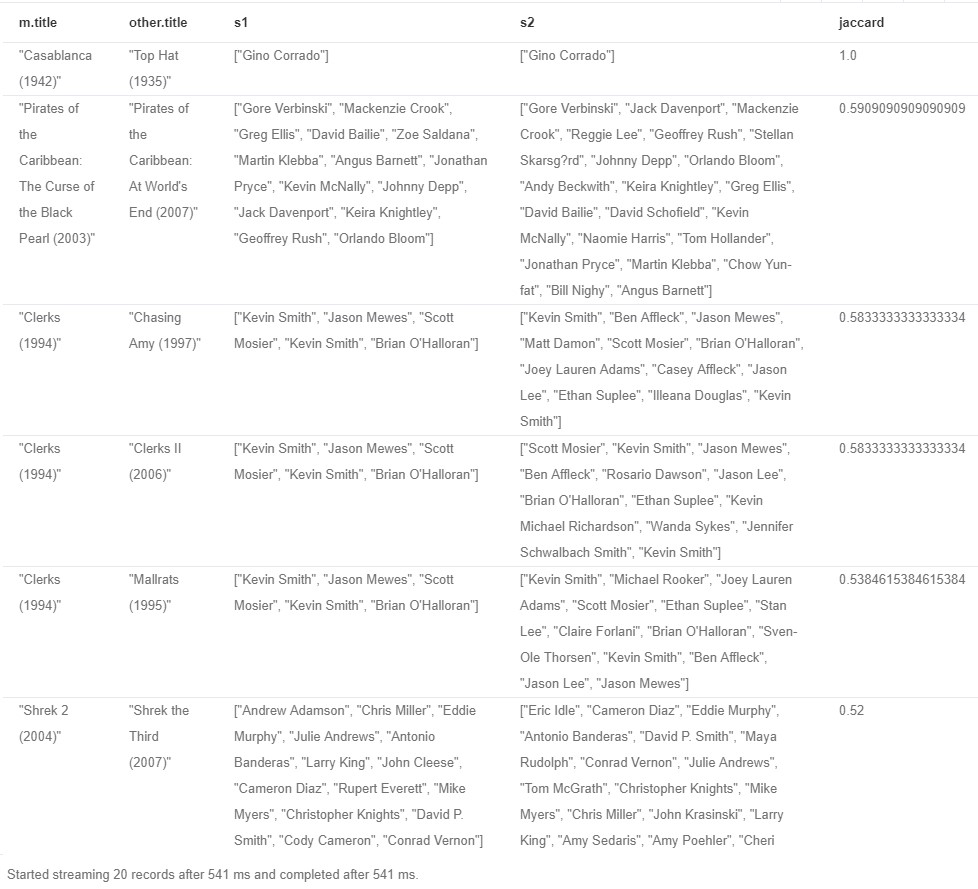 m.title other.title s1 s2 jaccard
"Casablanca "Top Hat ["Gino Corrado"] ["Gino Corrado"] 1.0
(1942)" (1935)"
"Pirates of "Pirates of ["Gore Verbinski", "Mackenzie Crook", ["Gore Verbinski", "Jack Davenport", "Mackenzie 0.5909090909090909
the the "Greg Ellis", "David Bailie", "Zoe Saldana", Crook", "Reggie Lee", "Geoffrey Rush", "Stellan
Caribbean: Caribbean: "Martin Klebba", "Angus Barnett", "Jonathan Skarsg?rd", "Johnny Depp", "Orlando Bloom",
The Curse of At World's Pryce", "Kevin McNally", "Johnny Depp", "Andy Beckwith", "Keira Knightley", "Greg Ellis",
the Black End (2007)" "Jack Davenport", "Keira Knightley", "David Bailie", "David Schofield", "Kevin
Pearl (2003)" "Geoffrey Rush", "Orlando Bloom"] McNally", "Naomie Harris", "Tom Hollander",
"Jonathan Pryce", "Martin Klebba", "Chow Yun-
fat", "Bill Nighy", "Angus Barnett"]
"Clerks "Chasing ["Kevin Smith", "Jason Mewes", "Scott ["Kevin Smith", "Ben Affleck", "Jason Mewes", 0.5833333333333334
(1994)" Amy (1997)" Mosier", "Kevin Smith", "Brian O'Halloran"] "Matt Damon", "Scott Mosier", "Brian O'Halloran",
"Joey Lauren Adams", "Casey Affleck", "Jason
Lee", "Ethan Suplee", "Illeana Douglas", "Kevin
Smith"]
"Clerks "Clerks II ["Kevin Smith", "Jason Mewes", "Scott ["Scott Mosier", "Kevin Smith", "Jason Mewes", 0.5833333333333334
(1994)" (2006)" Mosier", "Kevin Smith", "Brian O'Halloran"] "Ben Affleck", "Rosario Dawson", "Jason Lee",
"Brian O'Halloran", "Ethan Suplee", "Kevin
Michael Richardson", "Wanda Sykes", "Jennifer
Schwalbach Smith", "Kevin Smith"]
"Clerks "Mallrats ["Kevin Smith", "Jason Mewes", "Scott ["Kevin Smith", "Michael Rooker", "Joey Lauren 0.5384615384615384
(1994)" (1995)" Mosier", "Kevin Smith", "Brian O'Halloran"] Adams", "Scott Mosier", "Ethan Suplee", "Stan
Lee", "Claire Forlani", "Brian O'Halloran", "Sven-
Ole Thorsen", "Kevin Smith", "Ben Affleck",
"Jason Lee", "Jason Mewes"]
"Shrek 2 "Shrek the ["Andrew Adamson", "Chris Miller", "Eddie ["Eric Idle", "Cameron Diaz", "Eddie Murphy", 0.52
(2004)" Third Murphy", "Julie Andrews", "Antonio "Antonio Banderas", "David P. Smith", "Maya
(2007)" Banderas", "Larry King", "John Cleese", Rudolph", "Conrad Vernon", "Julie Andrews",
"Cameron Diaz", "Rupert Everett", "Mike "Tom McGrath", "Christopher Knights", "Mike
Myers", "Christopher Knights", "David P. Myers", "Chris Miller", "John Krasinski", "Larry
Smith", "Cody Cameron", "Conrad Vernon"] King", "Amy Sedaris", "Amy Poehler", "Cheri
Started streaming 20 records after 541 ms and completed after 541 ms.